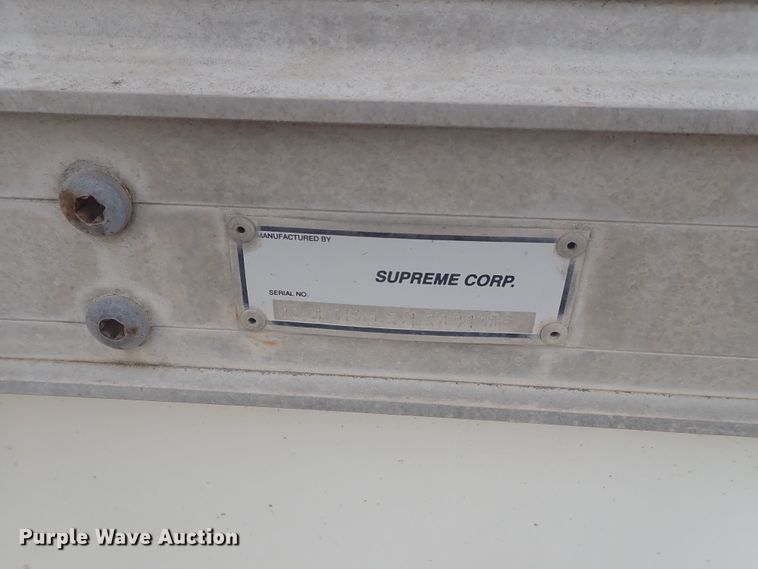 MANUFACTURED BY
SUPREME CORP.
SERIAL NO.
Purple Wave Auction